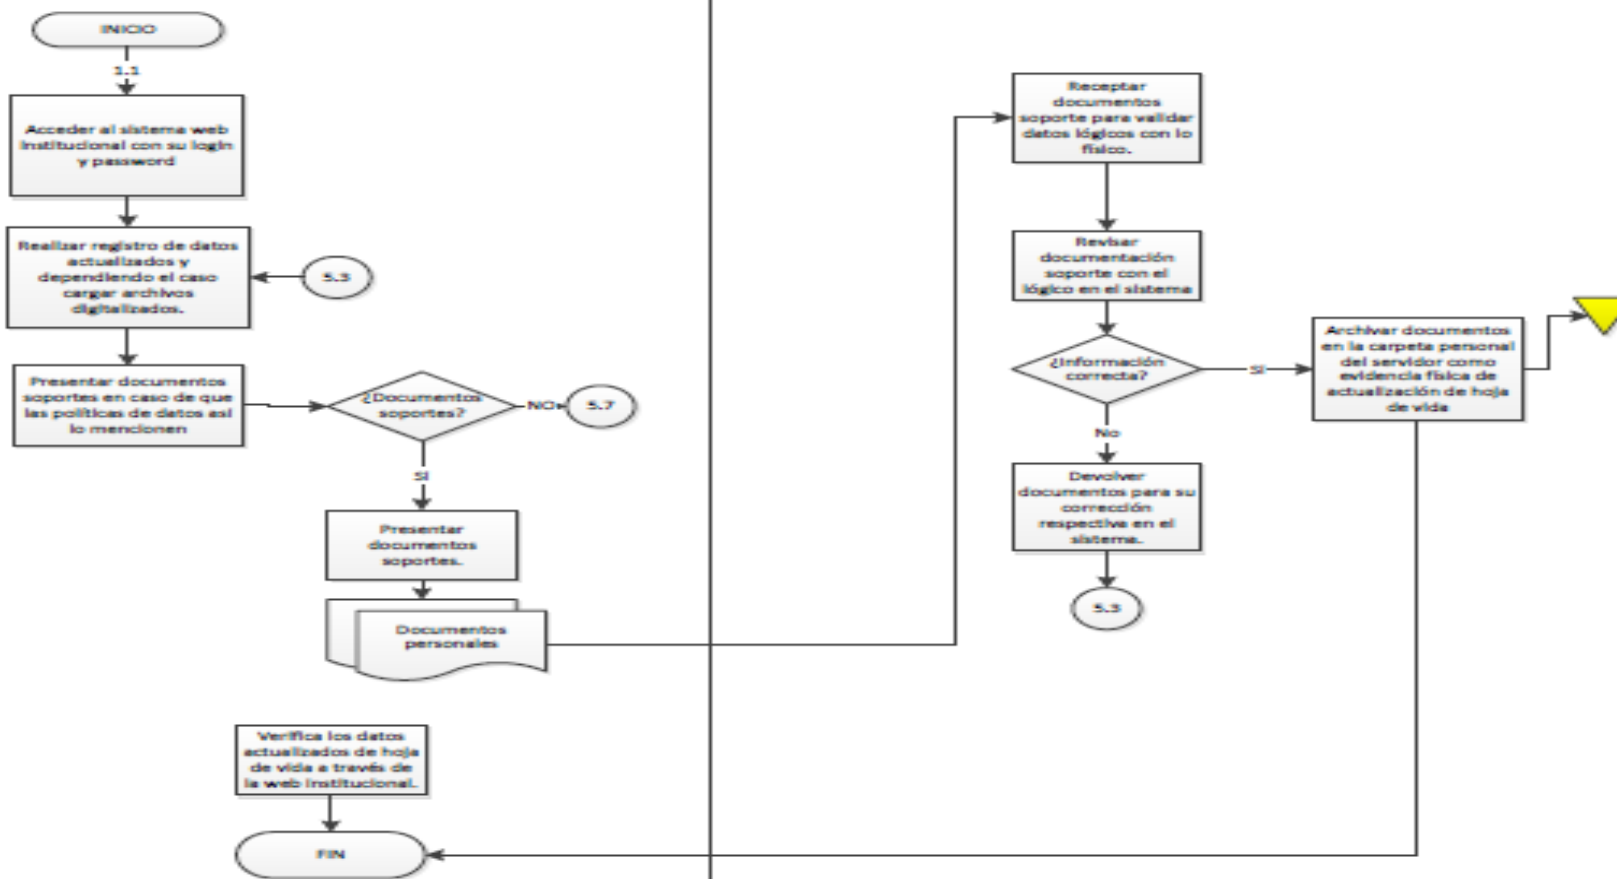 INICIO
1.1
Acceder al sistema web
institucional con su login
y password
Realizar registro de datos
actualizados y
dependiendo el caso
cargar archivos
digitalizados.
5.3
Presentar documentos
soportes en caso de que
las políticas de datos asi
lo mencionen
¿Documentos
soportes?
NO
5.7
SI
Presentar
documentos
soportes.
Documentos
personales
Verifica los datos
actualizados de hoja
de vida a través de
la web institucional.
FIN
Receptar
documentos
soporte para validar
datos lógicos con lo
físico.
Revisar
documentación
soporte con el
lógico en el sistema
¿Información
correcta?
SI
Archivar documentos
en la carpeta personal
del servidor como
evidencia física de
actualización de hoja
de vida
No
Devolver
documentos para su
corrección
respectiva en el
sistema.
5.3